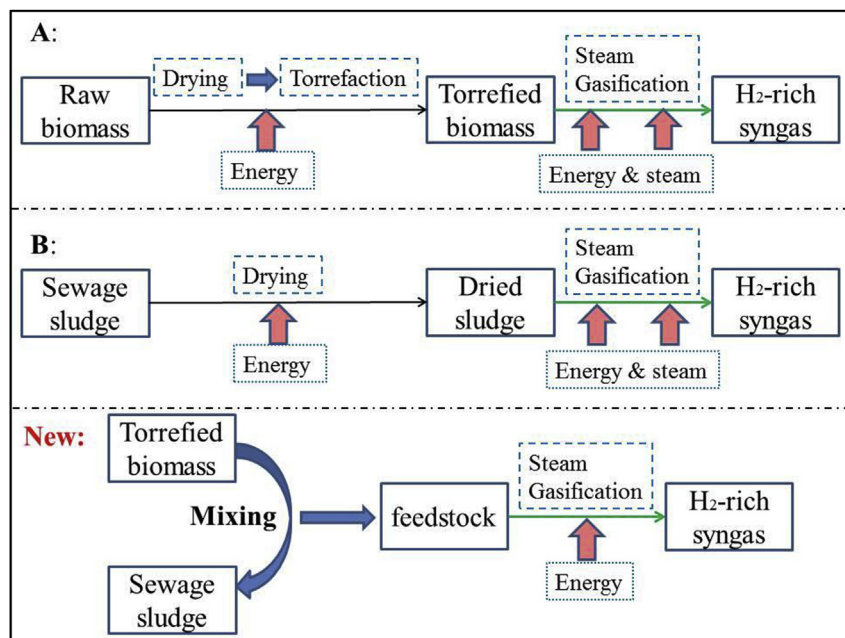 A:
Drying
Torrefaction
Steam
Gasification
Raw
biomass
Torrefied
biomass
H₂-rich
syngas
Energy
Energy & steam
B:
Drying
Steam
Gasification
Sewage
sludge
Dried
sludge
H₂-rich
syngas
Energy
Energy & steam
New:
Torrefied
biomass
Mixing
Sewage
sludge
feedstock
Steam
Gasification
H₂-rich
syngas
Energy